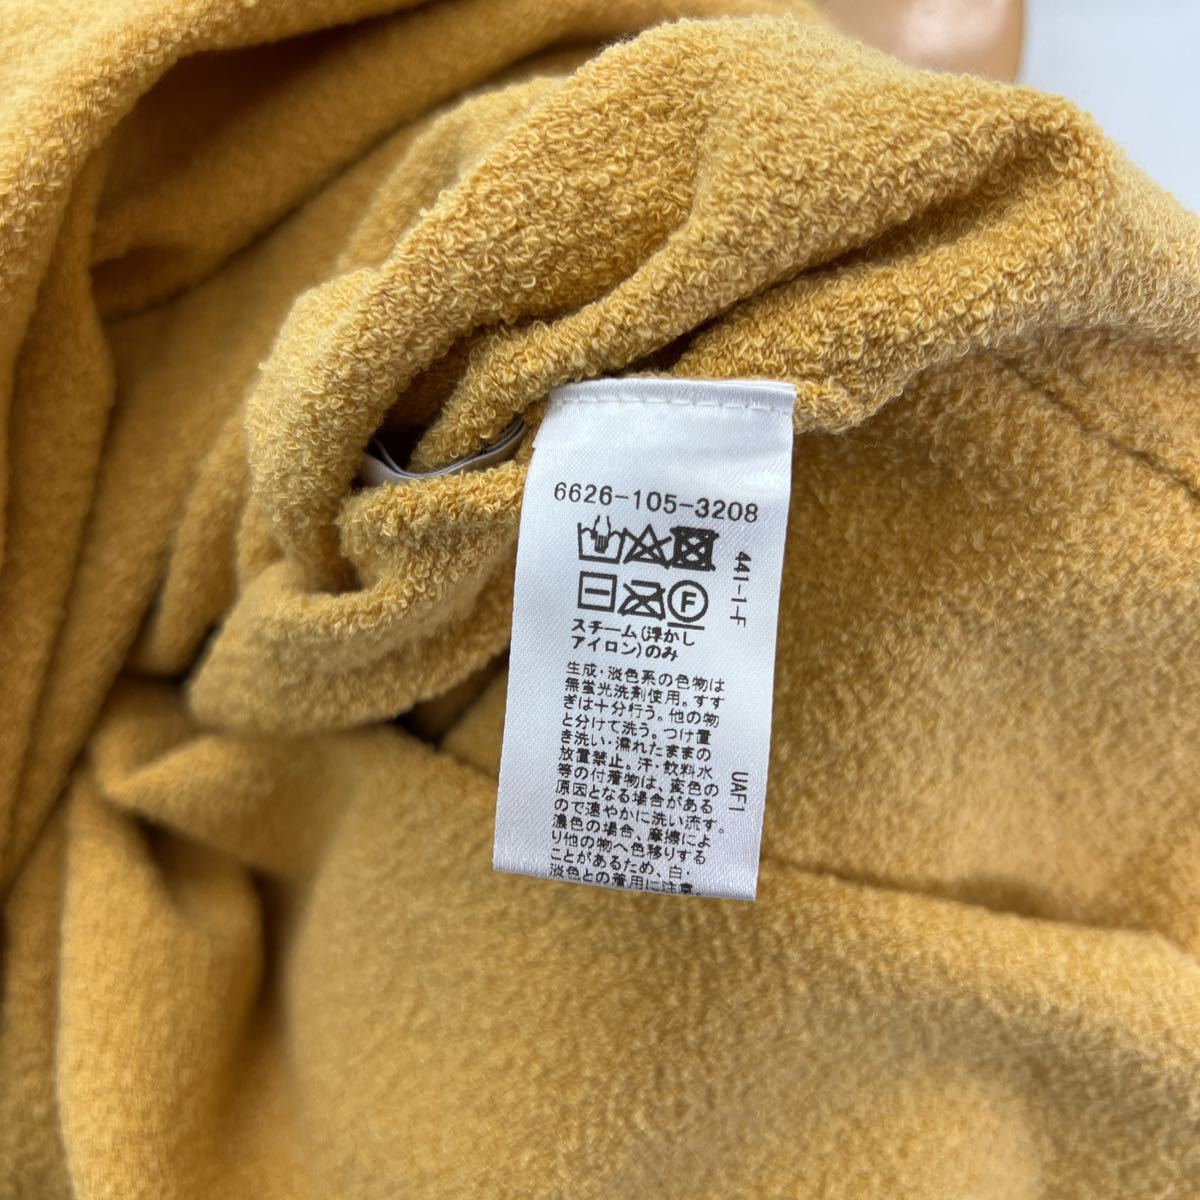 6626-105-3208
F
441-1-F
スチーム(浮かし
アイロン)のみ
生成・淡色系の色物は
無蛍光洗剤使用。すす
ぎは十分行う。他の物
と分けて洗う。つけ置
き洗い・濡れたままの
放置禁止。汗・飲料水
等の付着物は、変色の
原因となる場合がある
ので速やかに洗い流す。
濃色の場合、摩擦によ
り他の物へ色移りする
ことがあるため、白・
淡色との着用に注意。
UAF1